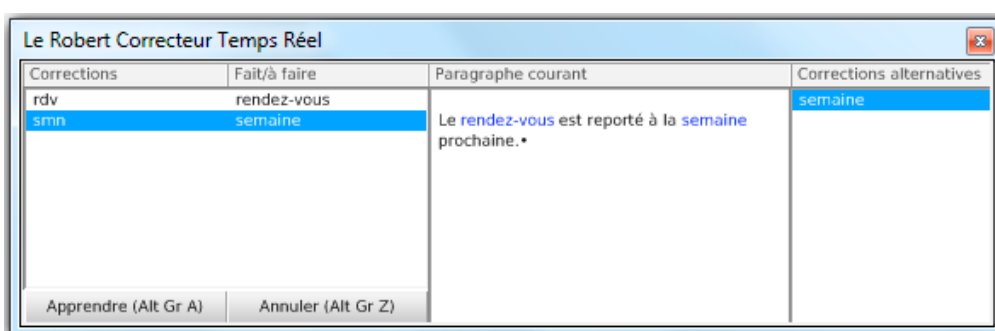 Le Robert Correcteur Temps Réel
Corrections Fait/à faire Paragraphe courant Corrections alternatives
rdv rendez-vous
smn semaine
Le rendez-vous est reporté à la semaine
prochaine.•
semaine
Apprendre (Alt Gr A) Annuler (Alt Gr Z)